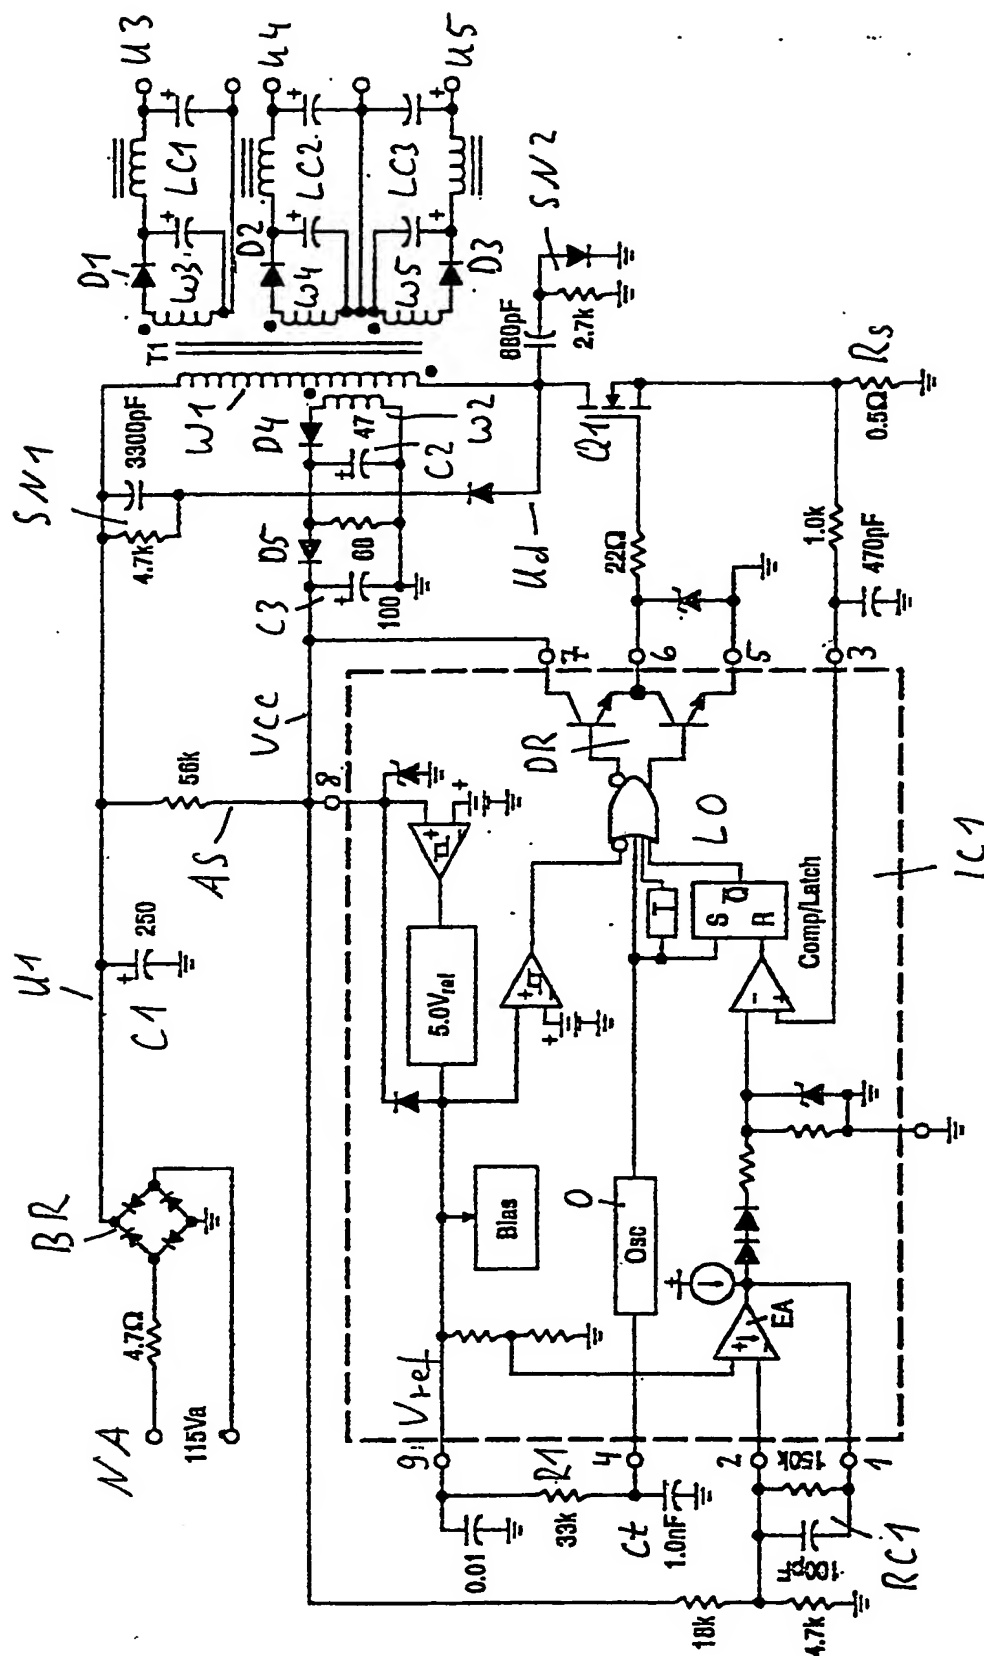 U3
U4
U5
LC1
LC2
LC3
D1
D2
D3
W3
W4
W5
SN2
T1
880pF
2.7k
SN1
3300pF
4.7k
W1
D4
47
W2
C2
D5
68
C3
100
Ud
Q1
22Ω
Rs
0.5Ω
1.0k
470pF
VCC
7
6
5
3
U1
56k
AS
8
250
C1
DR
LO
IC1
5.0Vref
T
S
Q
R
Comp/Latch
BR
4.7Ω
NA
115Va
Bias
O
Osc
EA
Vref
9
R1
4
2
1
0.01
33k
Ct
1.0nF
150k
100pF
RC1
18k
4.7k